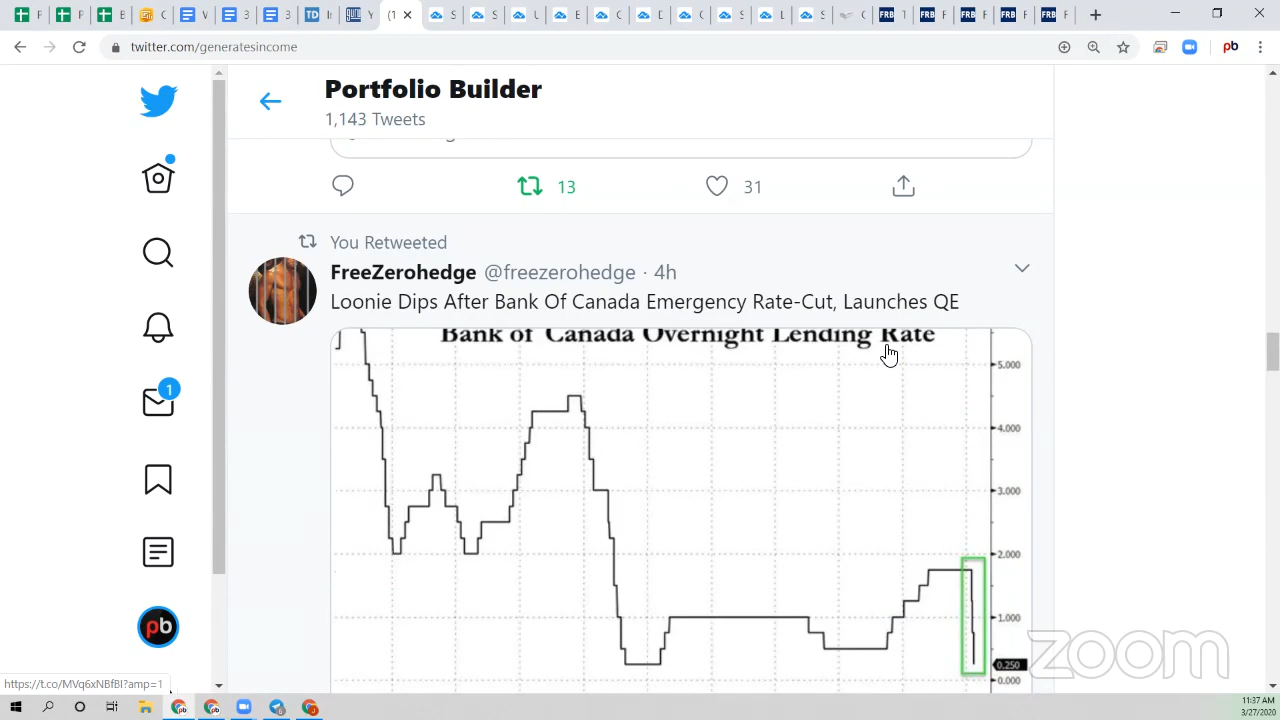 twitter.com/generatesincome
pb
Portfolio Builder
1,143 Tweets
13
31
You Retweeted
FreeZerohedge @freezerohedge · 4h
Loonie Dips After Bank Of Canada Emergency Rate-Cut, Launches QE
Bank of Canada Overnight Lending Rate
5.000
4.000
3.000
2.000
1.000
0.250
0.000
1
pb
zoom
https://t.co/MVq6xNBfBI?amp=1
11:37 AM
3/27/2020